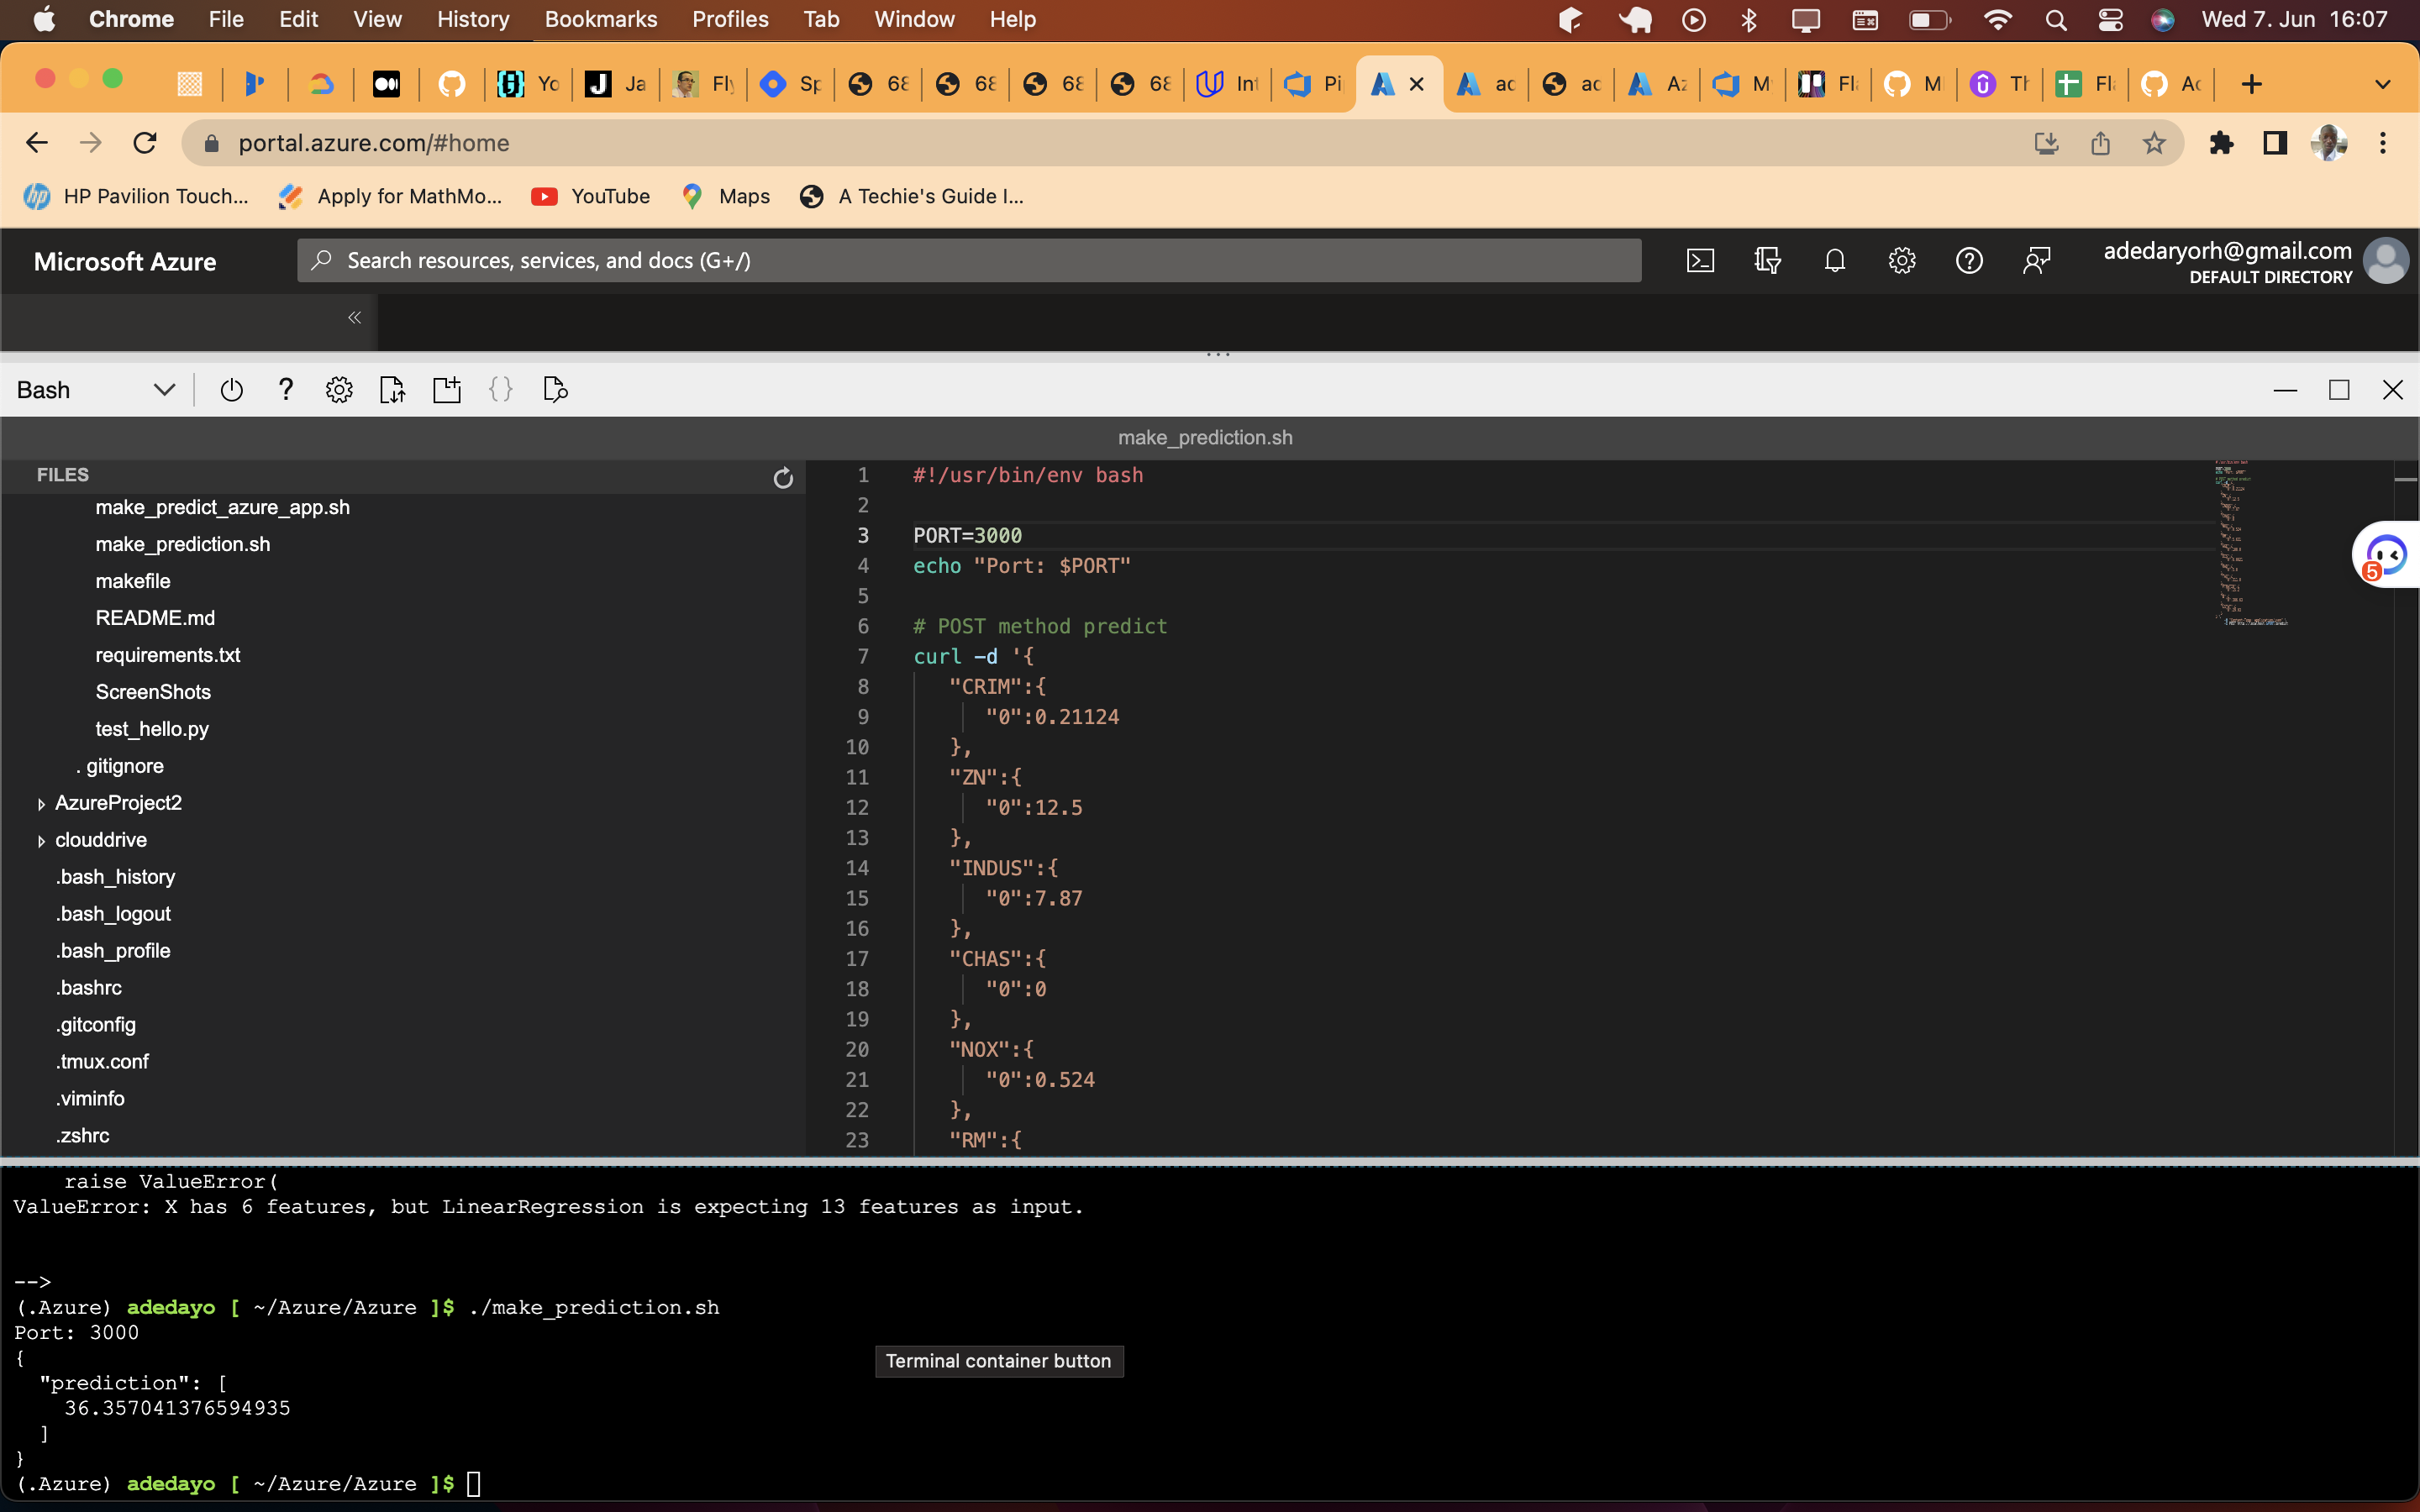 Chrome File Edit View History Bookmarks Profiles Tab Window Help Wed 7. Jun 16:07
Yo Ja Fly Sp 68 68 68 68 Int Pi ac ac Az M Fl M Th Fl Ac
portal.azure.com/#home
HP Pavilion Touch... Apply for MathMo... YouTube Maps A Techie's Guide I...
Microsoft Azure Search resources, services, and docs (G+/) adedaryorh@gmail.com
DEFAULT DIRECTORY
Bash
make_prediction.sh
FILES
make_predict_azure_app.sh
make_prediction.sh
makefile
README.md
requirements.txt
ScreenShots
test_hello.py
. gitignore
AzureProject2
clouddrive
.bash_history
.bash_logout
.bash_profile
.bashrc
.gitconfig
.tmux.conf
.viminfo
.zshrc
1 #!/usr/bin/env bash
2
3 PORT=3000
4 echo "Port: $PORT"
5
6 # POST method predict
7 curl -d '{
8 "CRIM":{
9 "0":0.21124
10 },
11 "ZN":{
12 "0":12.5
13 },
14 "INDUS":{
15 "0":7.87
16 },
17 "CHAS":{
18 "0":0
19 },
20 "NOX":{
21 "0":0.524
22 },
23 "RM":{
5
raise ValueError(
ValueError: X has 6 features, but LinearRegression is expecting 13 features as input.
-->
(.Azure) adedayo [ ~/Azure/Azure ]$ ./make_prediction.sh
Port: 3000
{
"prediction": [
36.357041376594935
]
}
(.Azure) adedayo [ ~/Azure/Azure ]$
Terminal container button